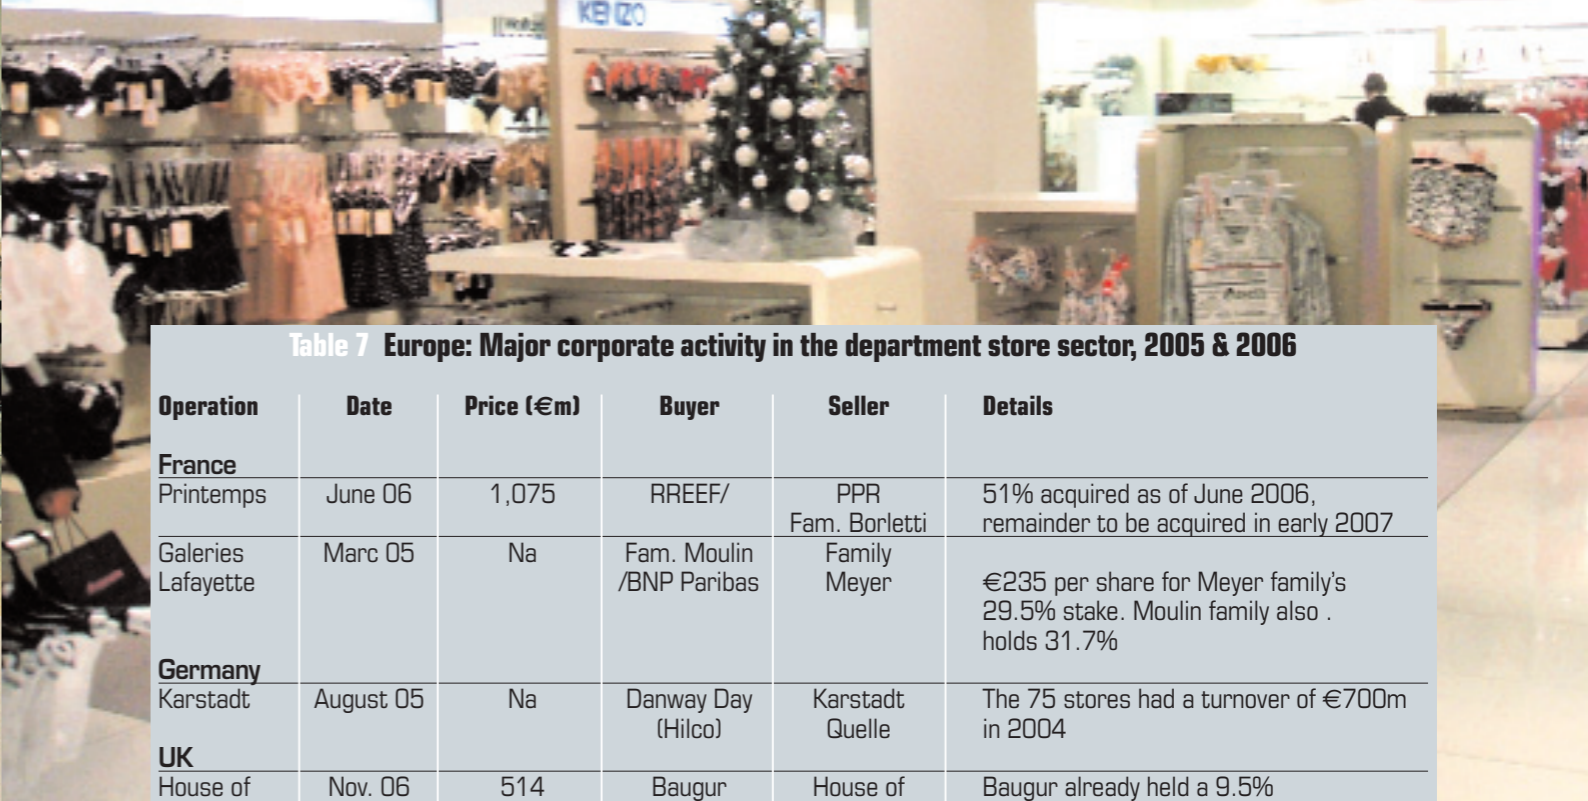 KENZO
Table 7 Europe: Major corporate activity in the department store sector, 2005 & 2006
Operation Date Price (€m) Buyer Seller Details
France
Printemps June 06 1,075 RREEF/ PPR 51% acquired as of June 2006,
Fam. Borletti remainder to be acquired in early 2007
Galeries Marc 05 Na Fam. Moulin Family
Lafayette /BNP Paribas Meyer €235 per share for Meyer family's
29.5% stake. Moulin family also .
holds 31.7%
Germany
Karstadt August 05 Na Danway Day Karstadt The 75 stores had a turnover of €700m
(Hilco) Quelle in 2004
UK
House of Nov. 06 514 Baugur House of Baugur already held a 9.5%